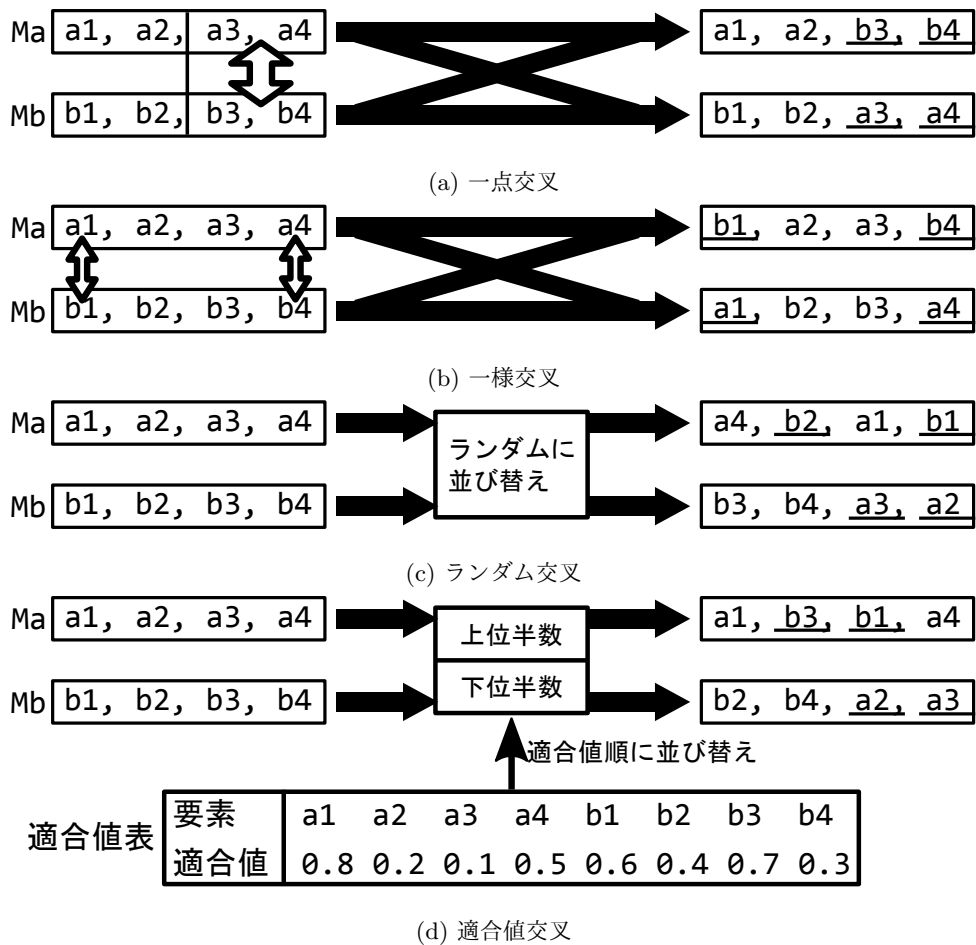 Ma a1, a2, a3, a4 a1, a2, b3, b4
Mb b1, b2, b3, b4 b1, b2, a3, a4
(a) 一点交叉
Ma a1, a2, a3, a4 b1, a2, a3, b4
Mb b1, b2, b3, b4 a1, b2, b3, a4
(b) 一様交叉
Ma a1, a2, a3, a4 a4, b2, a1, b1
ランダムに
並び替え
Mb b1, b2, b3, b4 b3, b4, a3, a2
(c) ランダム交叉
Ma a1, a2, a3, a4 上位半数 a1, b3, b1, a4
Mb b1, b2, b3, b4 下位半数 b2, b4, a2, a3
適合値順に並び替え
適合値表
要素 a1 a2 a3 a4 b1 b2 b3 b4
適合値 0.8 0.2 0.1 0.5 0.6 0.4 0.7 0.3
(d) 適合値交叉